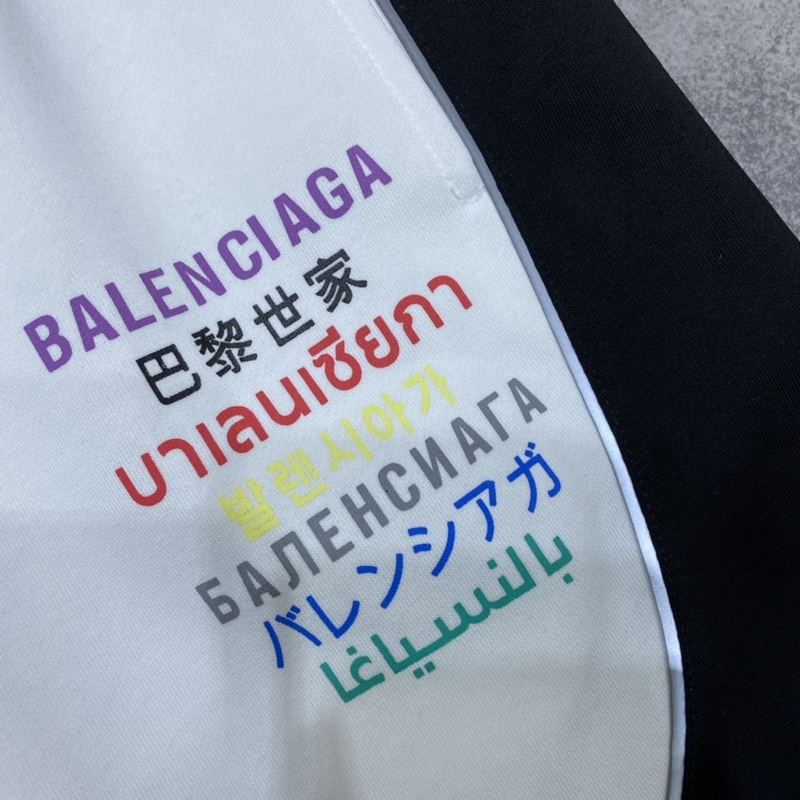 BALENCIAGA
巴黎世家
บาเลนเซียกา
발렌시아가
БАЛЕНСИАГА
バレンシアガ
بالنسياغا